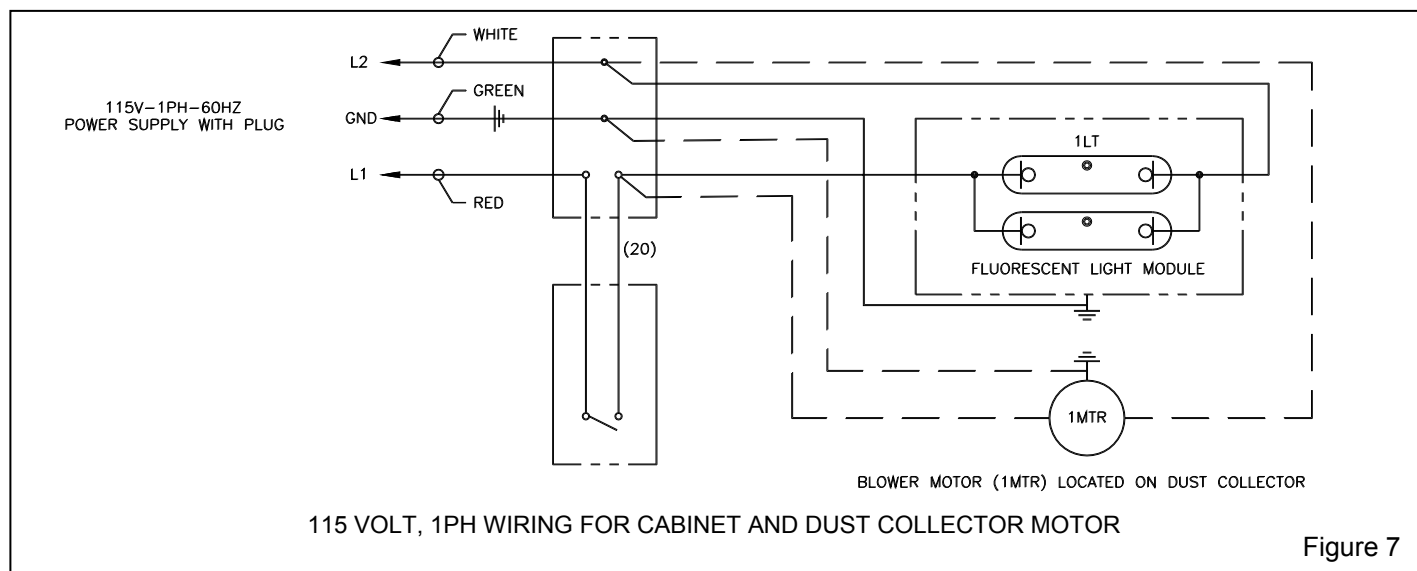 WHITE
L2
GREEN
115V-1PH-60HZ
POWER SUPPLY WITH PLUG
GND
1LT
L1
RED
(20)
FLUORESCENT LIGHT MODULE
1MTR
BLOWER MOTOR (1MTR) LOCATED ON DUST COLLECTOR
115 VOLT, 1PH WIRING FOR CABINET AND DUST COLLECTOR MOTOR
Figure 7